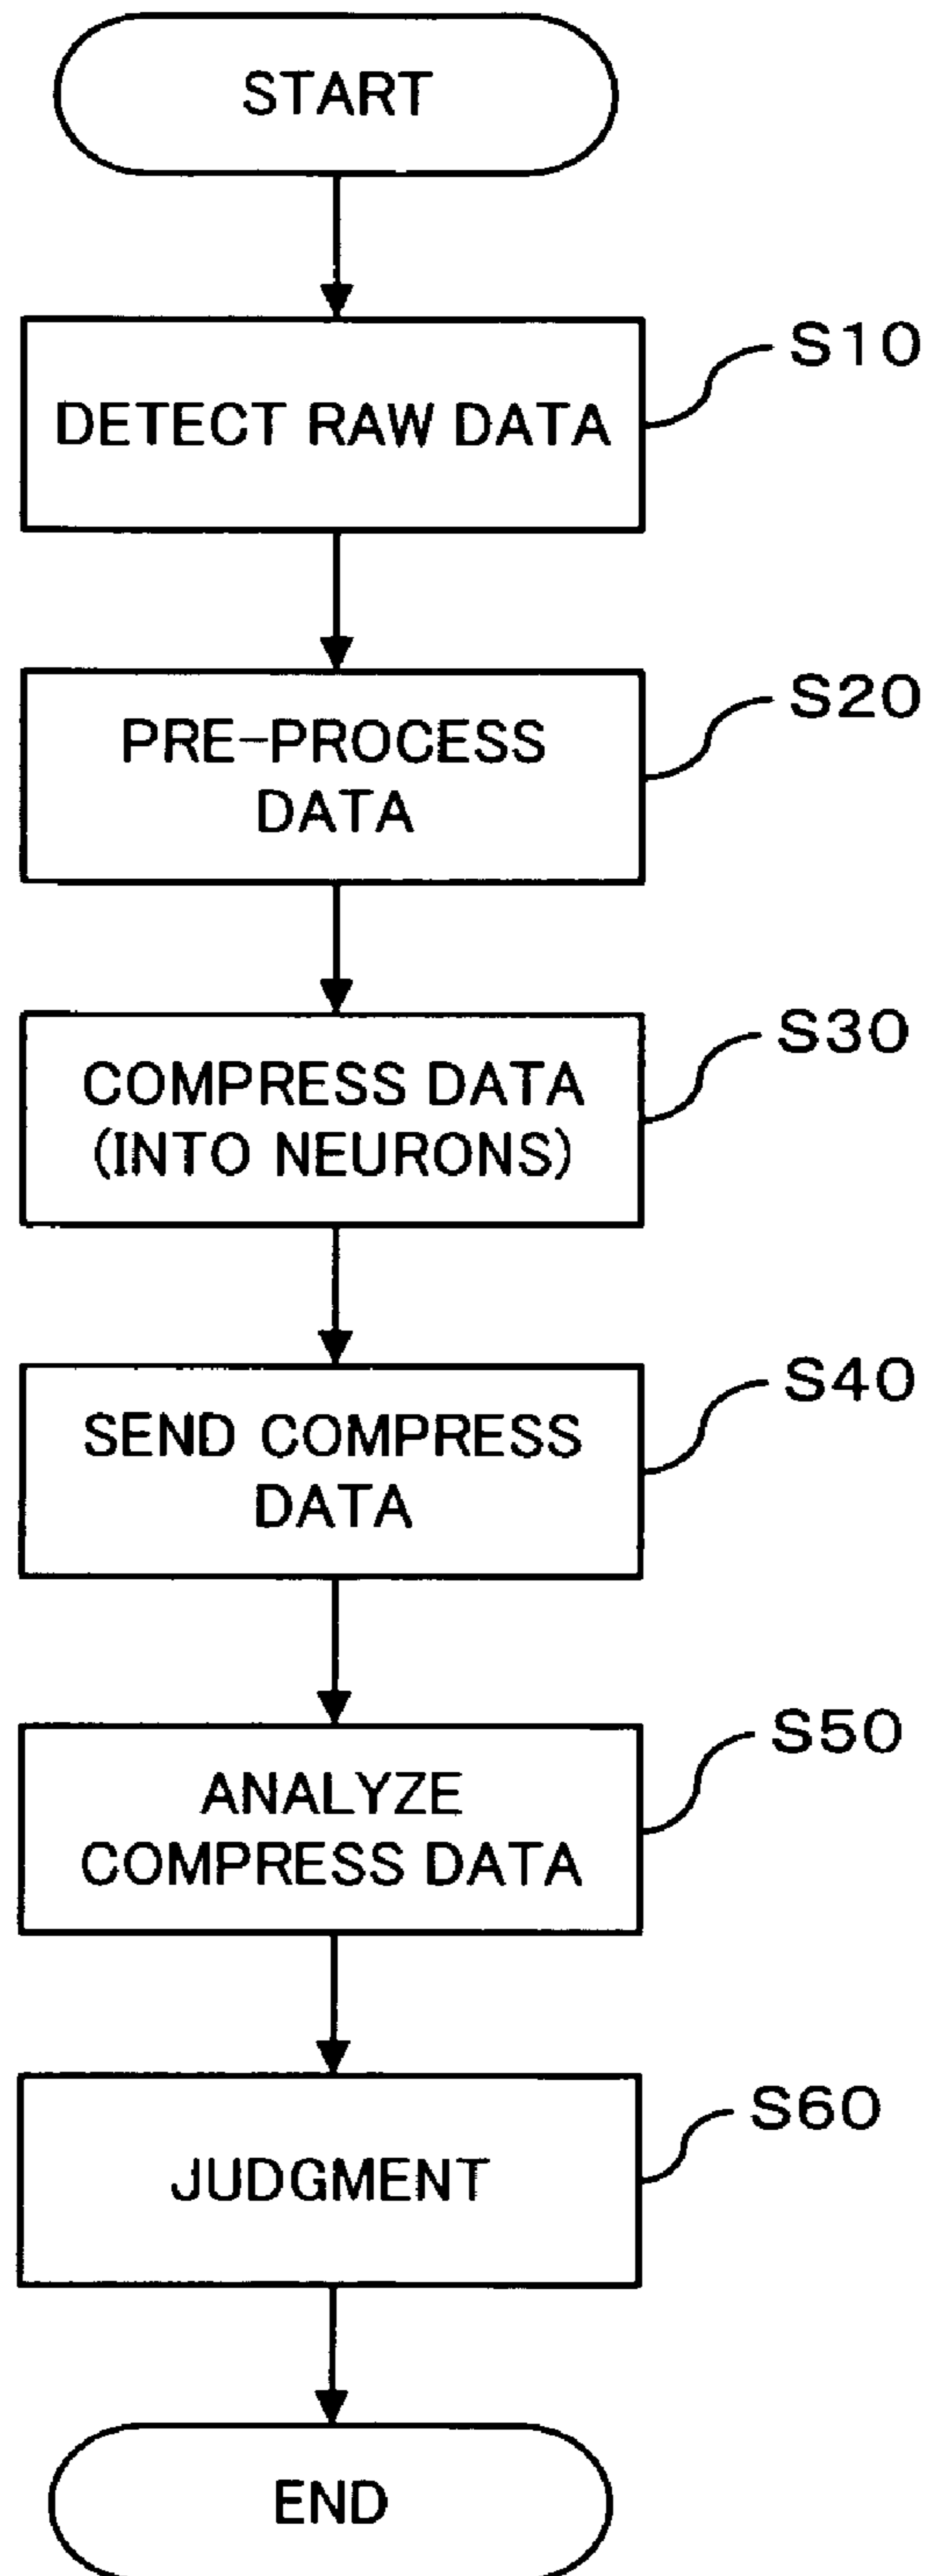 START
S10
DETECT RAW DATA
S20
PRE-PROCESS
DATA
S30
COMPRESS DATA
(INTO NEURONS)
S40
SEND COMPRESS
DATA
S50
ANALYZE
COMPRESS DATA
S60
JUDGMENT
END